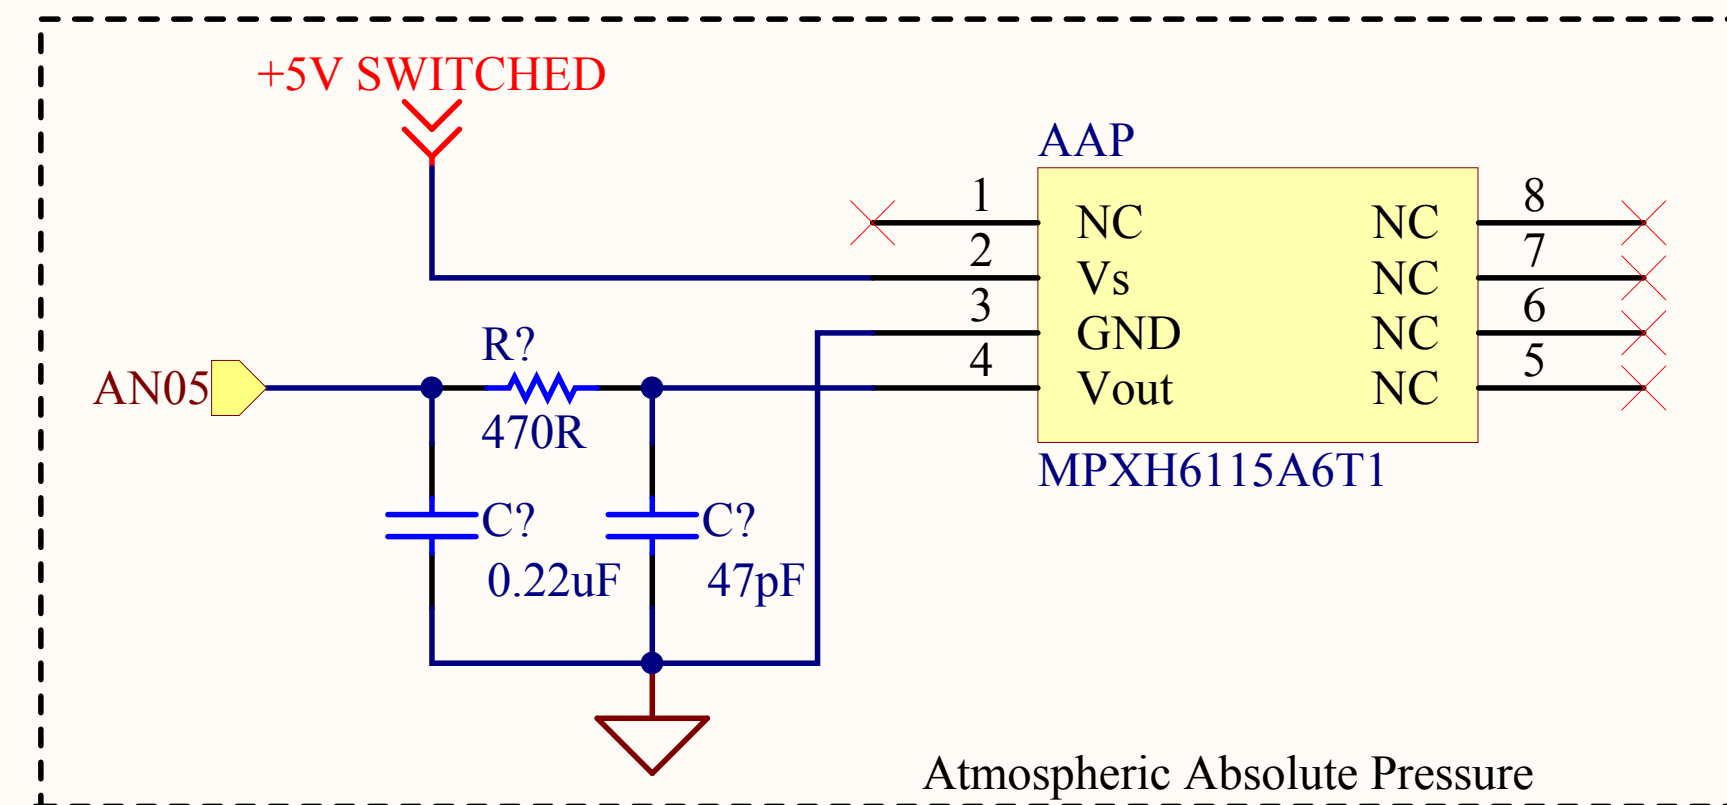 +5V SWITCHED
AAP
1
NC
NC
8
2
Vs
NC
7
3
GND
NC
6
4
Vout
NC
5
MPXH6115A6T1
AN05
R?
470R
C?
0.22uF
C?
47pF
Atmospheric Absolute Pressure